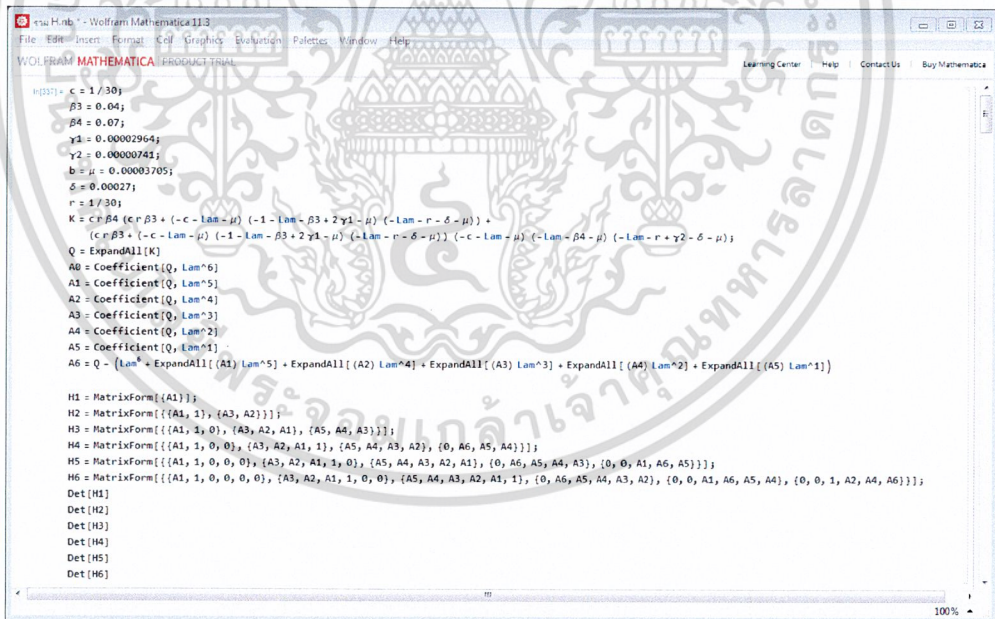 รวม H.nb * - Wolfram Mathematica 11.3
File Edit Insert Format Cell Graphics Evaluation Palettes Window Help
WOLFRAM MATHEMATICA | PRODUCT TRIAL Learning Center | Help | Contact Us | Buy Mathematica
In[337]:= c = 1/30;
β3 = 0.04;
β4 = 0.07;
γ1 = 0.00002964;
γ2 = 0.00000741;
b = μ = 0.00003705;
δ = 0.00027;
r = 1/30;
K = c r β4 (c r β3 + (-c - Lam - μ) (-1 - Lam - β3 + 2 γ1 - μ) (-Lam - r - δ - μ)) +
(c r β3 + (-c - Lam - μ) (-1 - Lam - β3 + 2 γ1 - μ) (-Lam - r - δ - μ)) (-c - Lam - μ) (-Lam - β4 - μ) (-Lam - r + γ2 - δ - μ);
Q = ExpandAll[K]
A0 = Coefficient[Q, Lam^6]
A1 = Coefficient[Q, Lam^5]
A2 = Coefficient[Q, Lam^4]
A3 = Coefficient[Q, Lam^3]
A4 = Coefficient[Q, Lam^2]
A5 = Coefficient[Q, Lam^1]
A6 = Q - (Lam⁶ + ExpandAll[(A1) Lam^5] + ExpandAll[(A2) Lam^4] + ExpandAll[(A3) Lam^3] + ExpandAll[(A4) Lam^2] + ExpandAll[(A5) Lam^1])
H1 = MatrixForm[{A1}];
H2 = MatrixForm[{{A1, 1}, {A3, A2}}];
H3 = MatrixForm[{{A1, 1, 0}, {A3, A2, A1}, {A5, A4, A3}}];
H4 = MatrixForm[{{A1, 1, 0, 0}, {A3, A2, A1, 1}, {A5, A4, A3, A2}, {0, A6, A5, A4}}];
H5 = MatrixForm[{{A1, 1, 0, 0, 0}, {A3, A2, A1, 1, 0}, {A5, A4, A3, A2, A1}, {0, A6, A5, A4, A3}, {0, 0, A1, A6, A5}}];
H6 = MatrixForm[{{A1, 1, 0, 0, 0, 0}, {A3, A2, A1, 1, 0, 0}, {A5, A4, A3, A2, A1, 1}, {0, A6, A5, A4, A3, A2}, {0, 0, A1, A6, A5, A4}, {0, 0, 1, A2, A4, A6}}];
Det[H1]
Det[H2]
Det[H3]
Det[H4]
Det[H5]
Det[H6]
100%